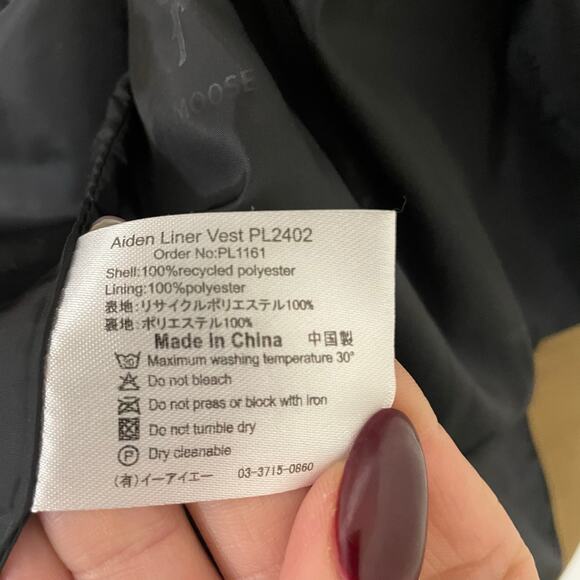 MOOSE
Aiden Liner Vest PL2402
Order No:PL1161
Shell:100%recycled polyester
Lining:100%polyester
表地:リサイクルポリエステル100%
裏地:ポリエステル100%
Made in China 中国製
Maximum washing temperature 30°
Do not bleach
Do not press or block with iron
Do not tumble dry
P Dry cleanable
(有)イーアイエー 03-3715-0860